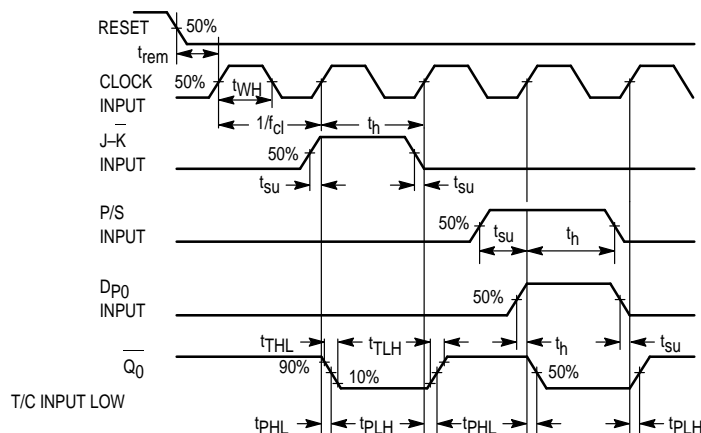 RESET
50%
t_rem
CLOCK
INPUT
50%
t_WH
1/f_cl
t_h
J–K̅
INPUT
50%
t_su
t_su
P/S
INPUT
50%
t_su
t_h
D_P0
INPUT
50%
t_THL
t_TLH
t_h
t_su
Q̅₀
90%
10%
50%
T/C INPUT LOW
t_PHL
t_PLH
t_PHL
t_PLH